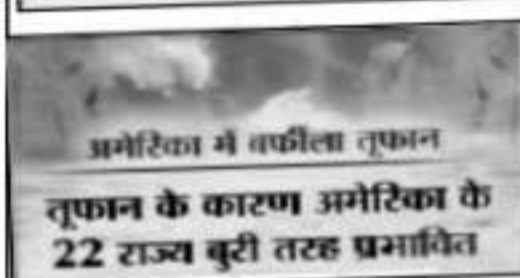 अमेरिका में बर्फीला तूफान
तूफान के कारण अमेरिका के
22 राज्य बुरी तरह प्रभावित